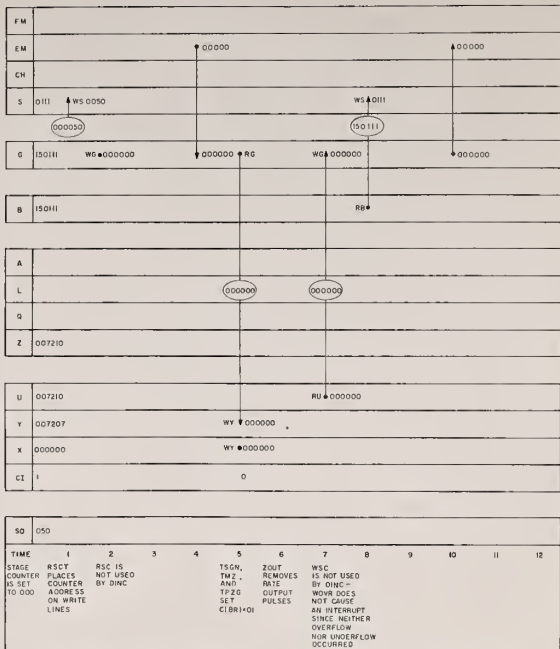 FM
EM 00000 00000
CH
S 0111 WS 0050 WS 0111
000050 150111
G 150111 WG 000000 000000 RG WG 000000 000000
B 150111 RB
A
L 000000 000000
Q
Z 007210
U 007210 RU 000000
Y 007207 WY 000000
X 000000 WY 000000
CI 1 0
SQ 050
TIME 1 2 3 4 5 6 7 8 9 10 11 12
STAGE RSCT RSC IS TSGN, ZOUT WSC
COUNTER PLACES NOT USED TMZ, REMOVES IS NOT USED
IS SET COUNTER BY DINC AND RATE BY DINC-
TO 000 ADDRESS TPZG OUTPUT WOVR DOES
ON WRITE SET PULSES NOT CAUSE
LINES C(BR)=01 AN INTERRUPT
SINCE NEITHER
OVERFLOW
NOR UNDERFLOW
OCCURRED